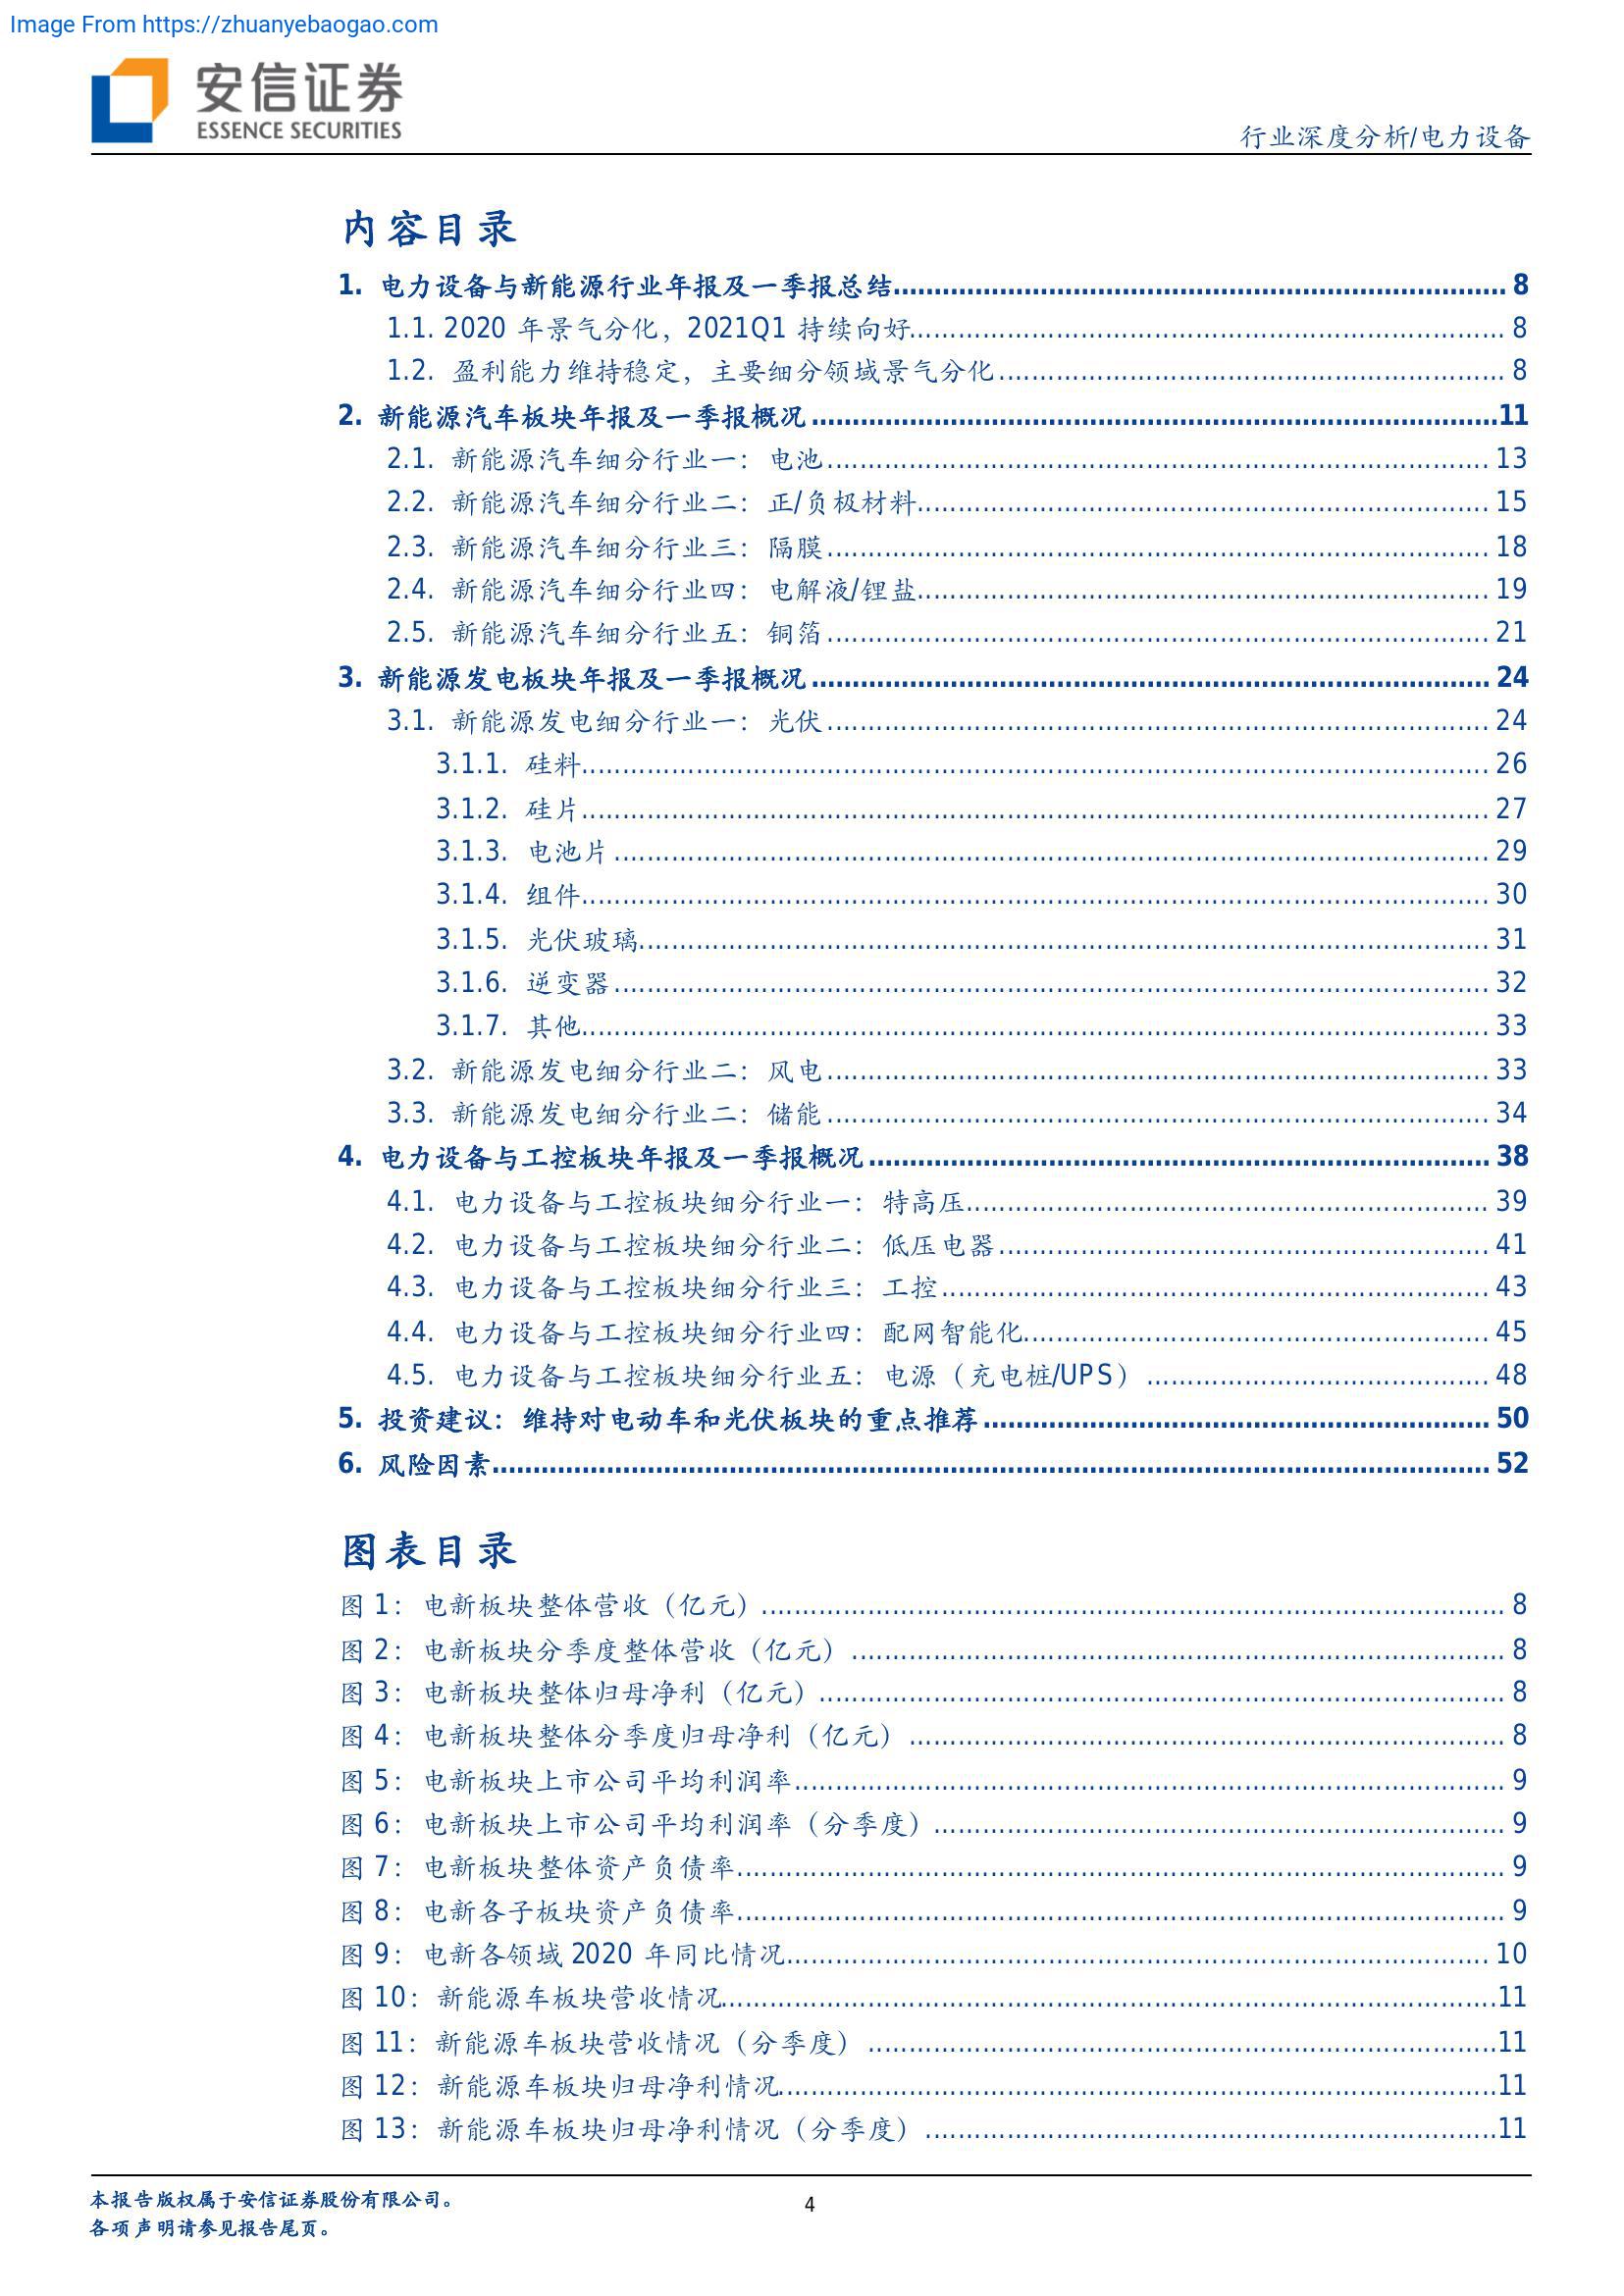 Image From https://zhuanyebaogao.com
安信证券
ESSENCE SECURITIES
行业深度分析/电力设备
内容目录
1. 电力设备与新能源行业年报及一季报总结 8
1.1. 2020 年景气分化，2021Q1 持续向好 8
1.2. 盈利能力维持稳定，主要细分领域景气分化 8
2. 新能源汽车板块年报及一季报概况 11
2.1. 新能源汽车细分行业一：电池 13
2.2. 新能源汽车细分行业二：正/负极材料 15
2.3. 新能源汽车细分行业三：隔膜 18
2.4. 新能源汽车细分行业四：电解液/锂盐 19
2.5. 新能源汽车细分行业五：铜箔 21
3. 新能源发电板块年报及一季报概况 24
3.1. 新能源发电细分行业一：光伏 24
3.1.1. 硅料 26
3.1.2. 硅片 27
3.1.3. 电池片 29
3.1.4. 组件 30
3.1.5. 光伏玻璃 31
3.1.6. 逆变器 32
3.1.7. 其他 33
3.2. 新能源发电细分行业二：风电 33
3.3. 新能源发电细分行业二：储能 34
4. 电力设备与工控板块年报及一季报概况 38
4.1. 电力设备与工控板块细分行业一：特高压 39
4.2. 电力设备与工控板块细分行业二：低压电器 41
4.3. 电力设备与工控板块细分行业三：工控 43
4.4. 电力设备与工控板块细分行业四：配网智能化 45
4.5. 电力设备与工控板块细分行业五：电源（充电桩/UPS） 48
5. 投资建议：维持对电动车和光伏板块的重点推荐 50
6. 风险因素 52
图表目录
图 1：电新板块整体营收（亿元） 8
图 2：电新板块分季度整体营收（亿元） 8
图 3：电新板块整体归母净利（亿元） 8
图 4：电新板块整体分季度归母净利（亿元） 8
图 5：电新板块上市公司平均利润率 9
图 6：电新板块上市公司平均利润率（分季度） 9
图 7：电新板块整体资产负债率 9
图 8：电新各子板块资产负债率 9
图 9：电新各领域 2020 年同比情况 10
图 10：新能源车板块营收情况 11
图 11：新能源车板块营收情况（分季度） 11
图 12：新能源车板块归母净利情况 11
图 13：新能源车板块归母净利情况（分季度） 11
本报告版权属于安信证券股份有限公司。
4
各项声明请参见报告尾页。